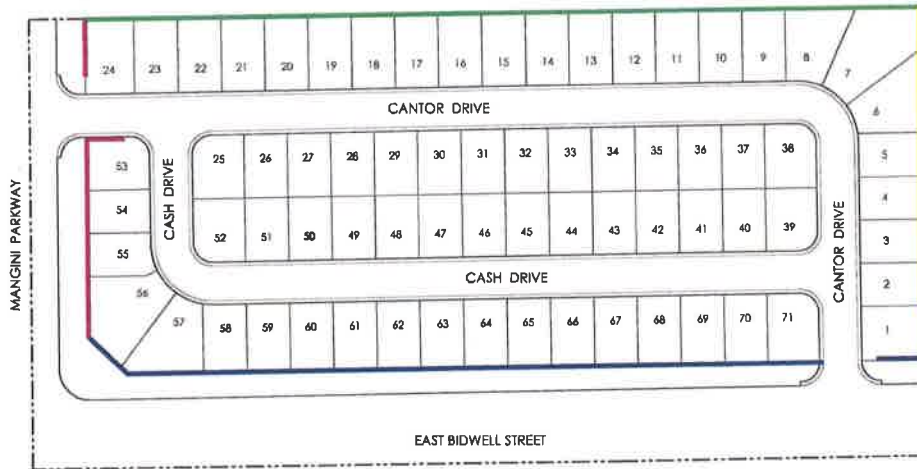 24 23 22 21 20 19 18 17 16 15 14 13 12 11 10 9 8
7
6
CANTOR DRIVE
25 26 27 28 29 30 31 32 33 34 35 36 37 38
5
53
4
54
52 51 50 49 48 47 46 45 44 43 42 41 40 39
3
55
2
56
57 58 59 60 61 62 63 64 65 66 67 68 69 70 71
1
MANGINI PARKWAY
CASH DRIVE
CASH DRIVE
CANTOR DRIVE
EAST BIDWELL STREET